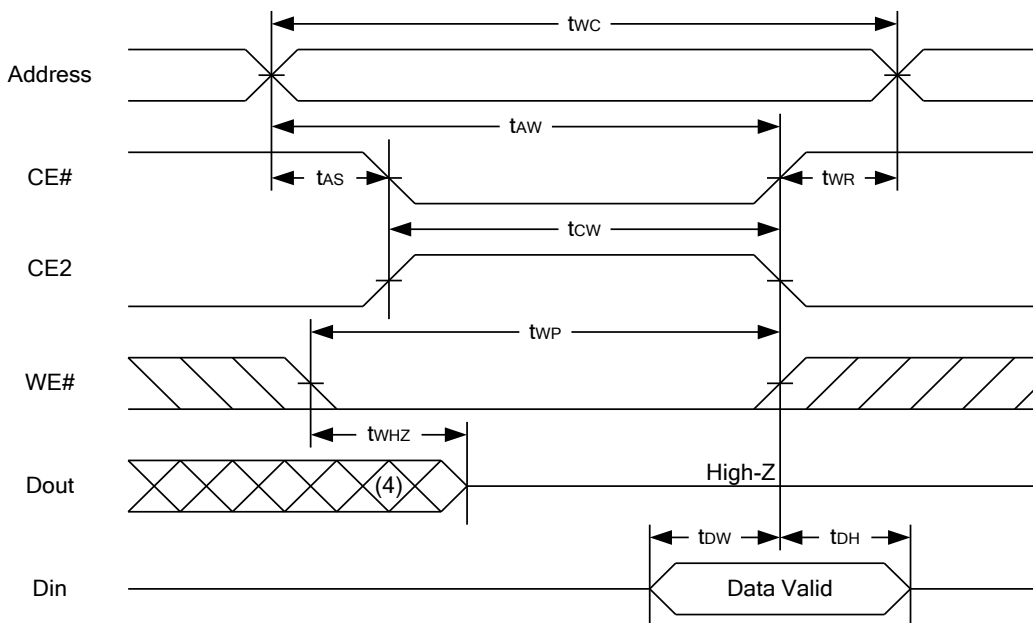 tWC
Address
tAW
CE#
tAS
tWR
tCW
CE2
tWP
WE#
tWHZ
Dout
(4)
High-Z
tDW
tDH
Din
Data Valid